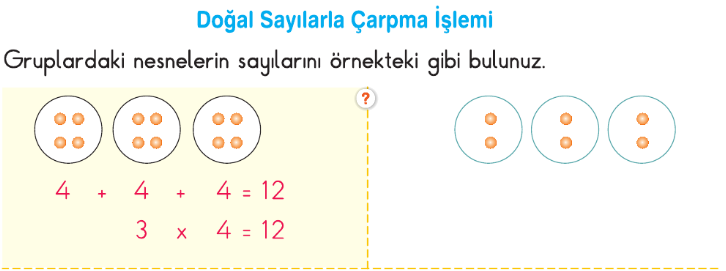 Doğal Sayılarla Çarpma İşlemi
Gruplardaki nesnelerin sayılarını örnekteki gibi bulunuz.
?
4 + 4 + 4 = 12
3 x 4 = 12